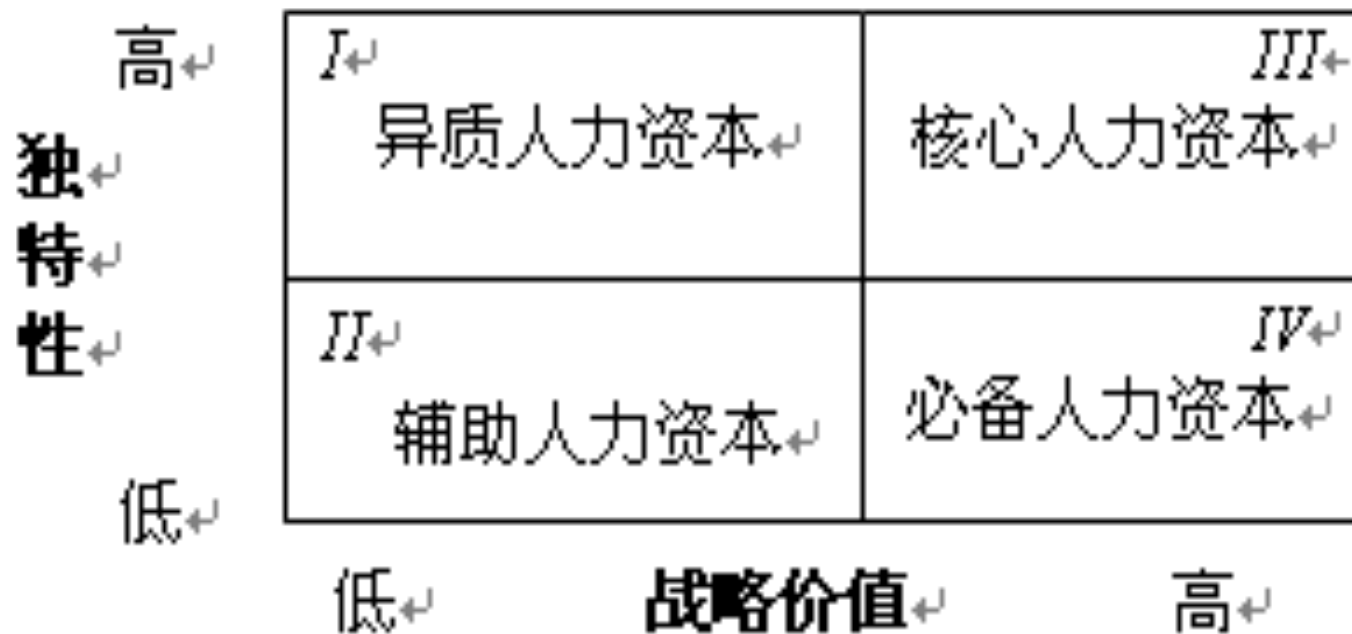 高
独
特
性
低
I
异质人力资本
III
核心人力资本
II
辅助人力资本
IV
必备人力资本
低 战略价值 高